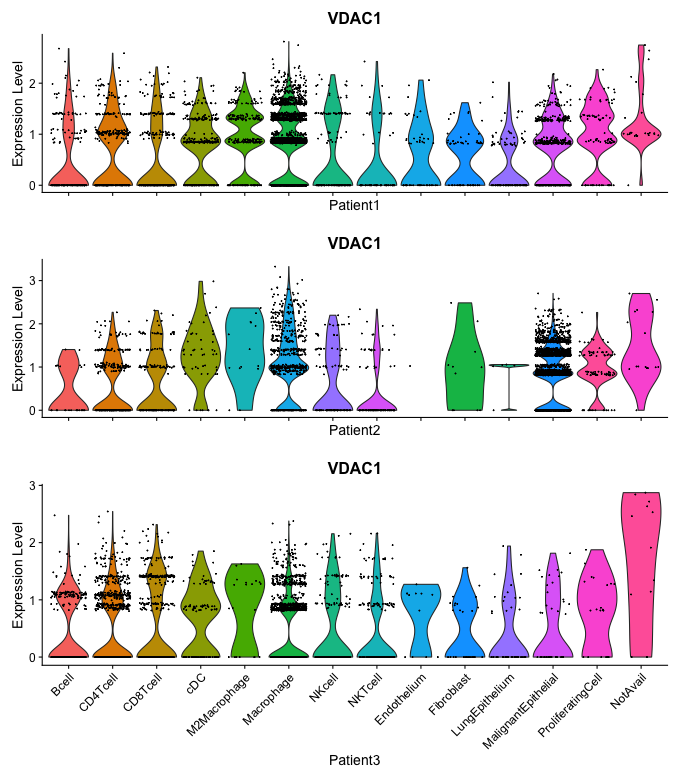 VDAC1
Expression Level
2
1
0
Patient1
VDAC1
Expression Level
3
2
1
0
Patient2
VDAC1
Expression Level
3
2
1
0
Bcell
CD4Tcell
CD8Tcell
cDC
M2Macrophage
Macrophage
NKcell
NKTcell
Endothelium
Fibroblast
LungEpithelium
MalignantEpithelial
ProliferatingCell
NotAvail
Patient3